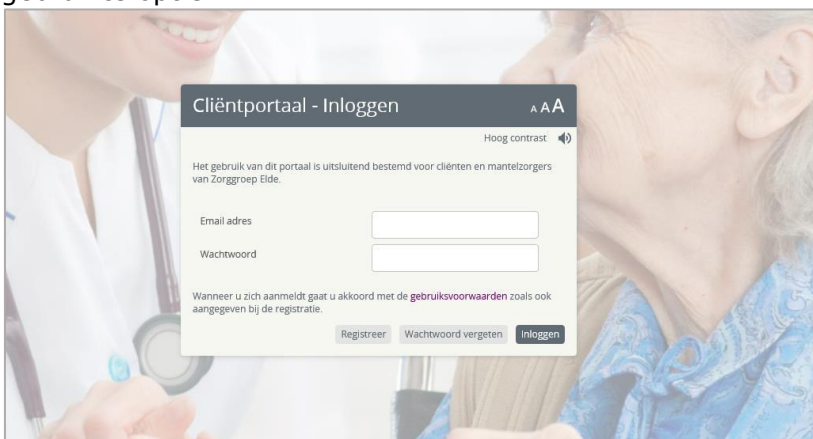 Cliëntportaal - Inloggen A A A
Hoog contrast
Het gebruik van dit portaal is uitsluitend bestemd voor cliënten en mantelzorgers
van Zorggroep Elde.
Email adres
Wachtwoord
Wanneer u zich aanmeldt gaat u akkoord met de gebruiksvoorwaarden zoals ook
aangegeven bij de registratie.
Registreer Wachtwoord vergeten Inloggen